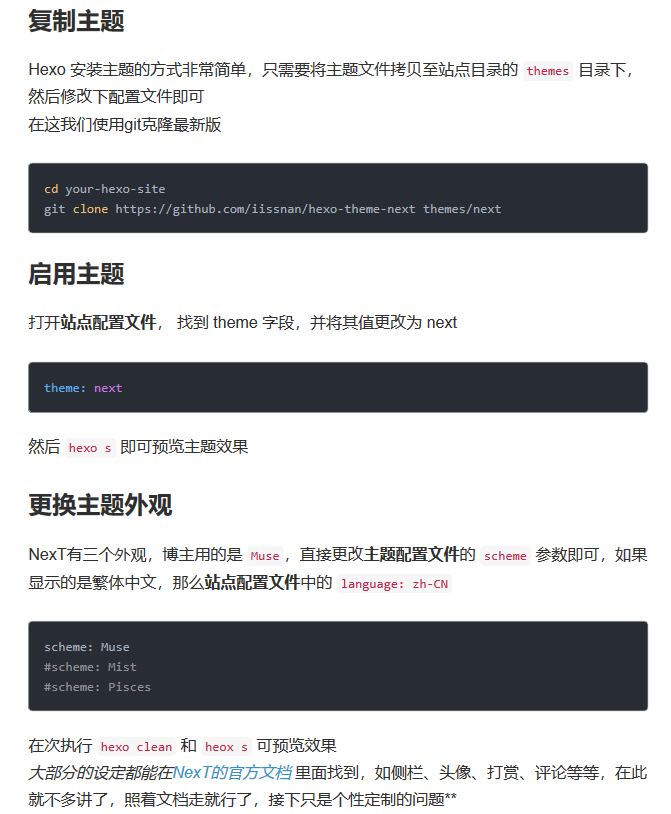 复制主题
Hexo 安装主题的方式非常简单，只需要将主题文件拷贝至站点目录的 themes 目录下，
然后修改下配置文件即可
在这我们使用git克隆最新版
cd your-hexo-site
git clone https://github.com/iissnan/hexo-theme-next themes/next
启用主题
打开站点配置文件， 找到 theme 字段，并将其值更改为 next
theme: next
然后 hexo s 即可预览主题效果
更换主题外观
NexT有三个外观，博主用的是 Muse，直接更改主题配置文件的 scheme 参数即可，如果
显示的是繁体中文，那么站点配置文件中的 language: zh-CN
scheme: Muse
#scheme: Mist
#scheme: Pisces
在次执行 hexo clean 和 heox s 可预览效果
大部分的设定都能在NexT的官方文档 里面找到，如侧栏、头像、打赏、评论等等，在此
就不多讲了，照着文档走就行了，接下只是个性定制的问题**